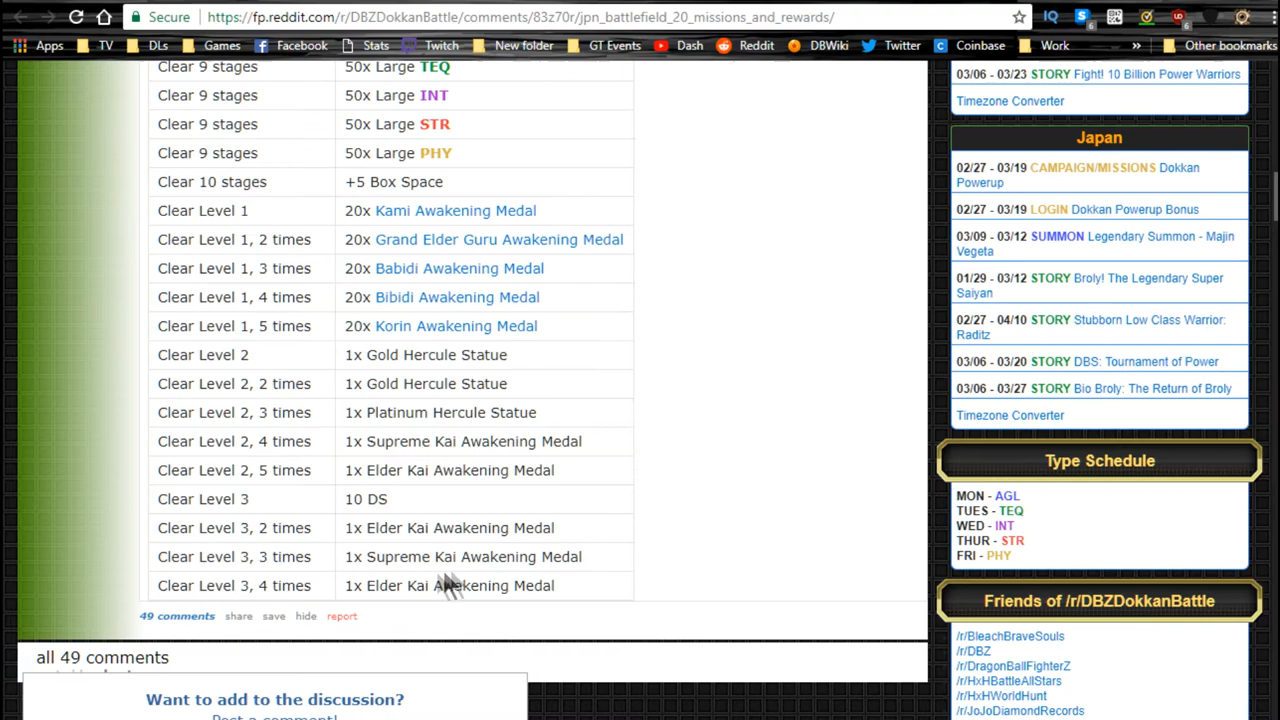 Secure
https://fp.reddit.com/r/DBZDokkanBattle/comments/83z70r/jpn_battlefield_20_missions_and_rewards/
IQ
6
6
Apps TV DLs Games Facebook Stats Twitch New folder GT Events Dash Reddit DBWiki Twitter Coinbase Work » Other bookmarks
Clear 9 stages 50x Large TEQ
Clear 9 stages 50x Large INT
Clear 9 stages 50x Large STR
Clear 9 stages 50x Large PHY
Clear 10 stages +5 Box Space
Clear Level 1 20x Kami Awakening Medal
Clear Level 1, 2 times 20x Grand Elder Guru Awakening Medal
Clear Level 1, 3 times 20x Babidi Awakening Medal
Clear Level 1, 4 times 20x Bibidi Awakening Medal
Clear Level 1, 5 times 20x Korin Awakening Medal
Clear Level 2 1x Gold Hercule Statue
Clear Level 2, 2 times 1x Gold Hercule Statue
Clear Level 2, 3 times 1x Platinum Hercule Statue
Clear Level 2, 4 times 1x Supreme Kai Awakening Medal
Clear Level 2, 5 times 1x Elder Kai Awakening Medal
Clear Level 3 10 DS
Clear Level 3, 2 times 1x Elder Kai Awakening Medal
Clear Level 3, 3 times 1x Supreme Kai Awakening Medal
Clear Level 3, 4 times 1x Elder Kai Awakening Medal
49 comments share save hide report
all 49 comments
Want to add to the discussion?
Post a comment!
03/06 - 03/23 STORY Fight! 10 Billion Power Warriors
Timezone Converter
Japan
02/27 - 03/19 CAMPAIGN/MISSIONS Dokkan
Powerup
02/27 - 03/19 LOGIN Dokkan Powerup Bonus
03/09 - 03/12 SUMMON Legendary Summon - Majin
Vegeta
01/29 - 03/12 STORY Broly! The Legendary Super
Saiyan
02/27 - 04/10 STORY Stubborn Low Class Warrior:
Raditz
03/06 - 03/20 STORY DBS: Tournament of Power
03/06 - 03/27 STORY Bio Broly: The Return of Broly
Timezone Converter
Type Schedule
MON - AGL
TUES - TEQ
WED - INT
THUR - STR
FRI - PHY
Friends of /r/DBZDokkanBattle
/r/BleachBraveSouls
/r/DBZ
/r/DragonBallFighterZ
/r/HxHBattleAllStars
/r/HxHWorldHunt
/r/JoJoDiamondRecords